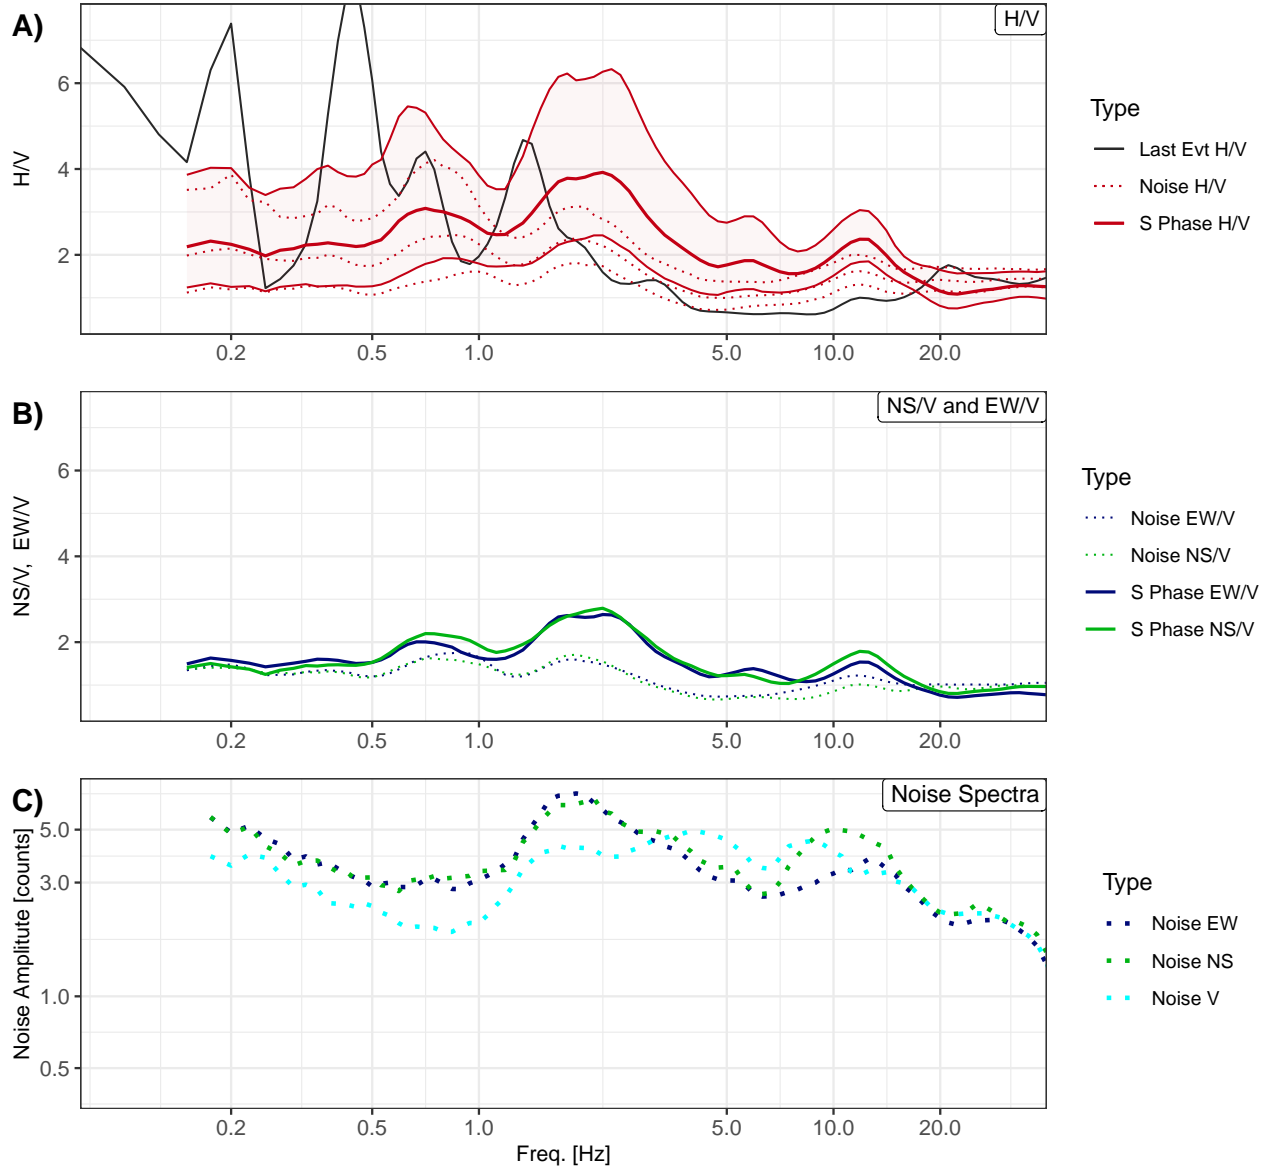 A)
H/V
6
4
2
H/V
0.2
0.5
1.0
5.0
10.0
20.0
Type
Last Evt H/V
Noise H/V
S Phase H/V
B)
NS/V and EW/V
6
4
2
NS/V, EW/V
0.2
0.5
1.0
5.0
10.0
20.0
Type
Noise EW/V
Noise NS/V
S Phase EW/V
S Phase NS/V
C)
Noise Spectra
5.0
3.0
1.0
0.5
Noise Amplitute [counts]
0.2
0.5
1.0
5.0
10.0
20.0
Freq. [Hz]
Type
Noise EW
Noise NS
Noise V